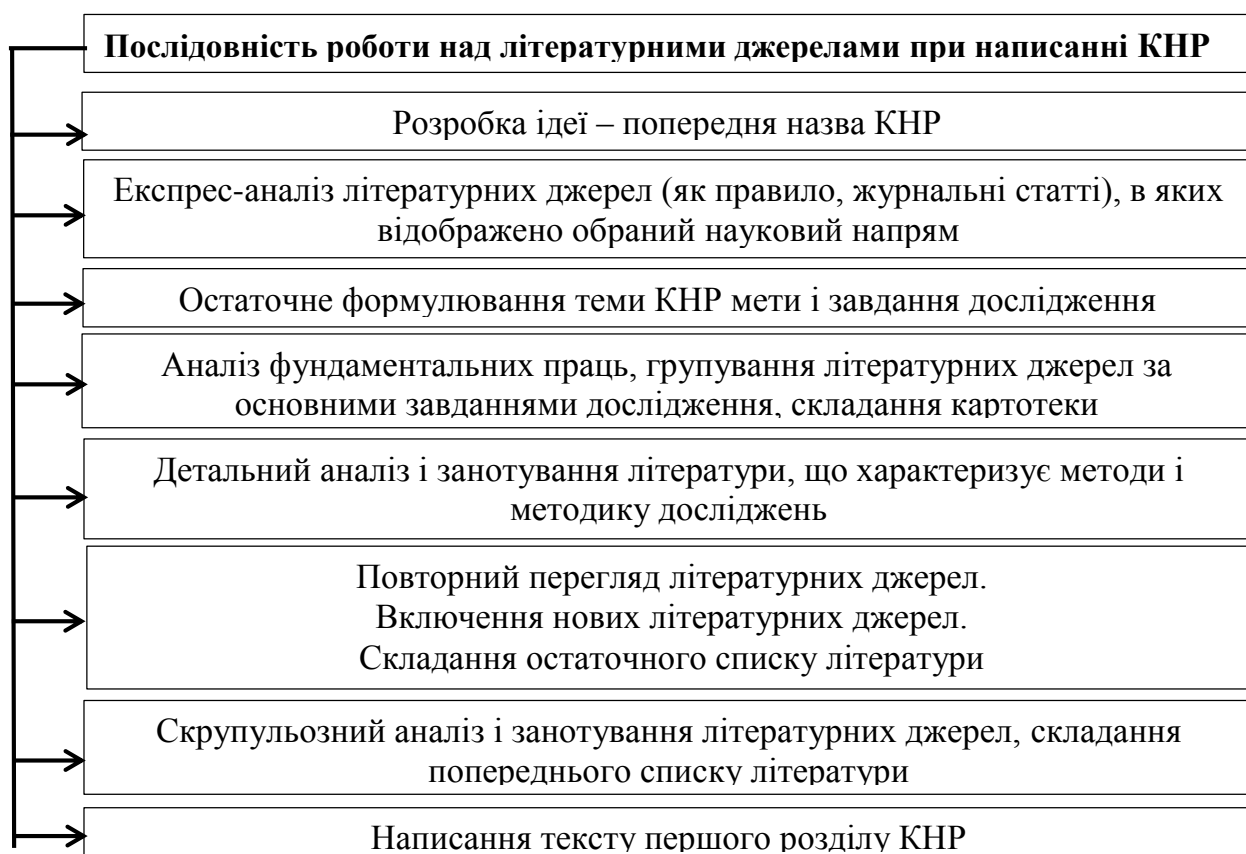 Послідовність роботи над літературними джерелами при написанні КНР
Розробка ідеї – попередня назва КНР
Експрес-аналіз літературних джерел (як правило, журнальні статті), в яких
відображено обраний науковий напрям
Остаточне формулювання теми КНР мети і завдання дослідження
Аналіз фундаментальних праць, групування літературних джерел за
основними завданнями дослідження, складання картотеки
Детальний аналіз і занотування літератури, що характеризує методи і
методику досліджень
Повторний перегляд літературних джерел.
Включення нових літературних джерел.
Складання остаточного списку літератури
Скрупульозний аналіз і занотування літературних джерел, складання
попереднього списку літератури
Написання тексту першого розділу КНР